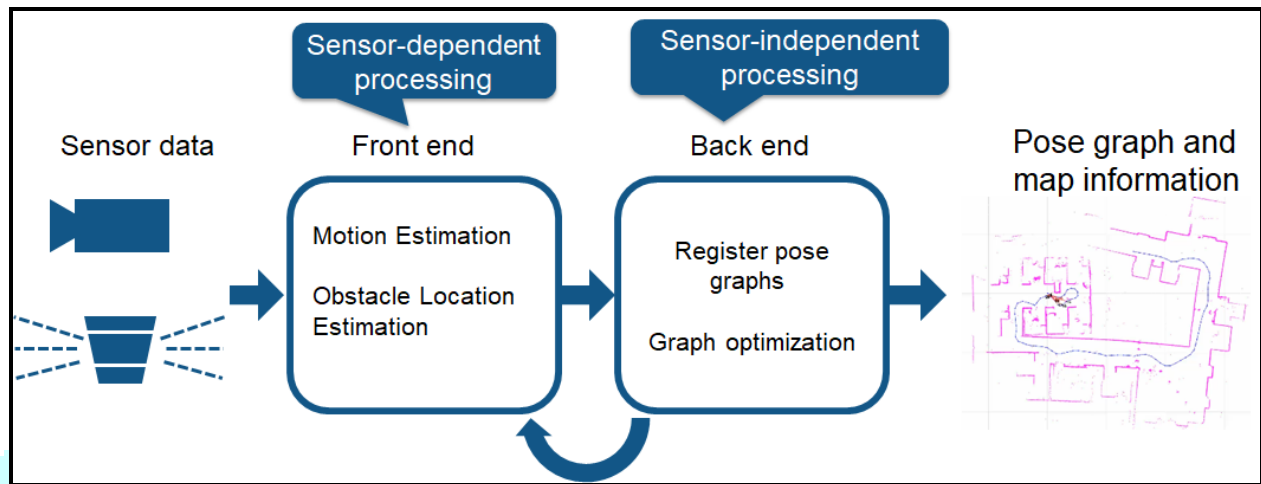 Sensor-dependent
processing
Sensor-independent
processing
Sensor data
Front end
Back end
Pose graph and
map information
Motion Estimation
Obstacle Location
Estimation
Register pose
graphs
Graph optimization